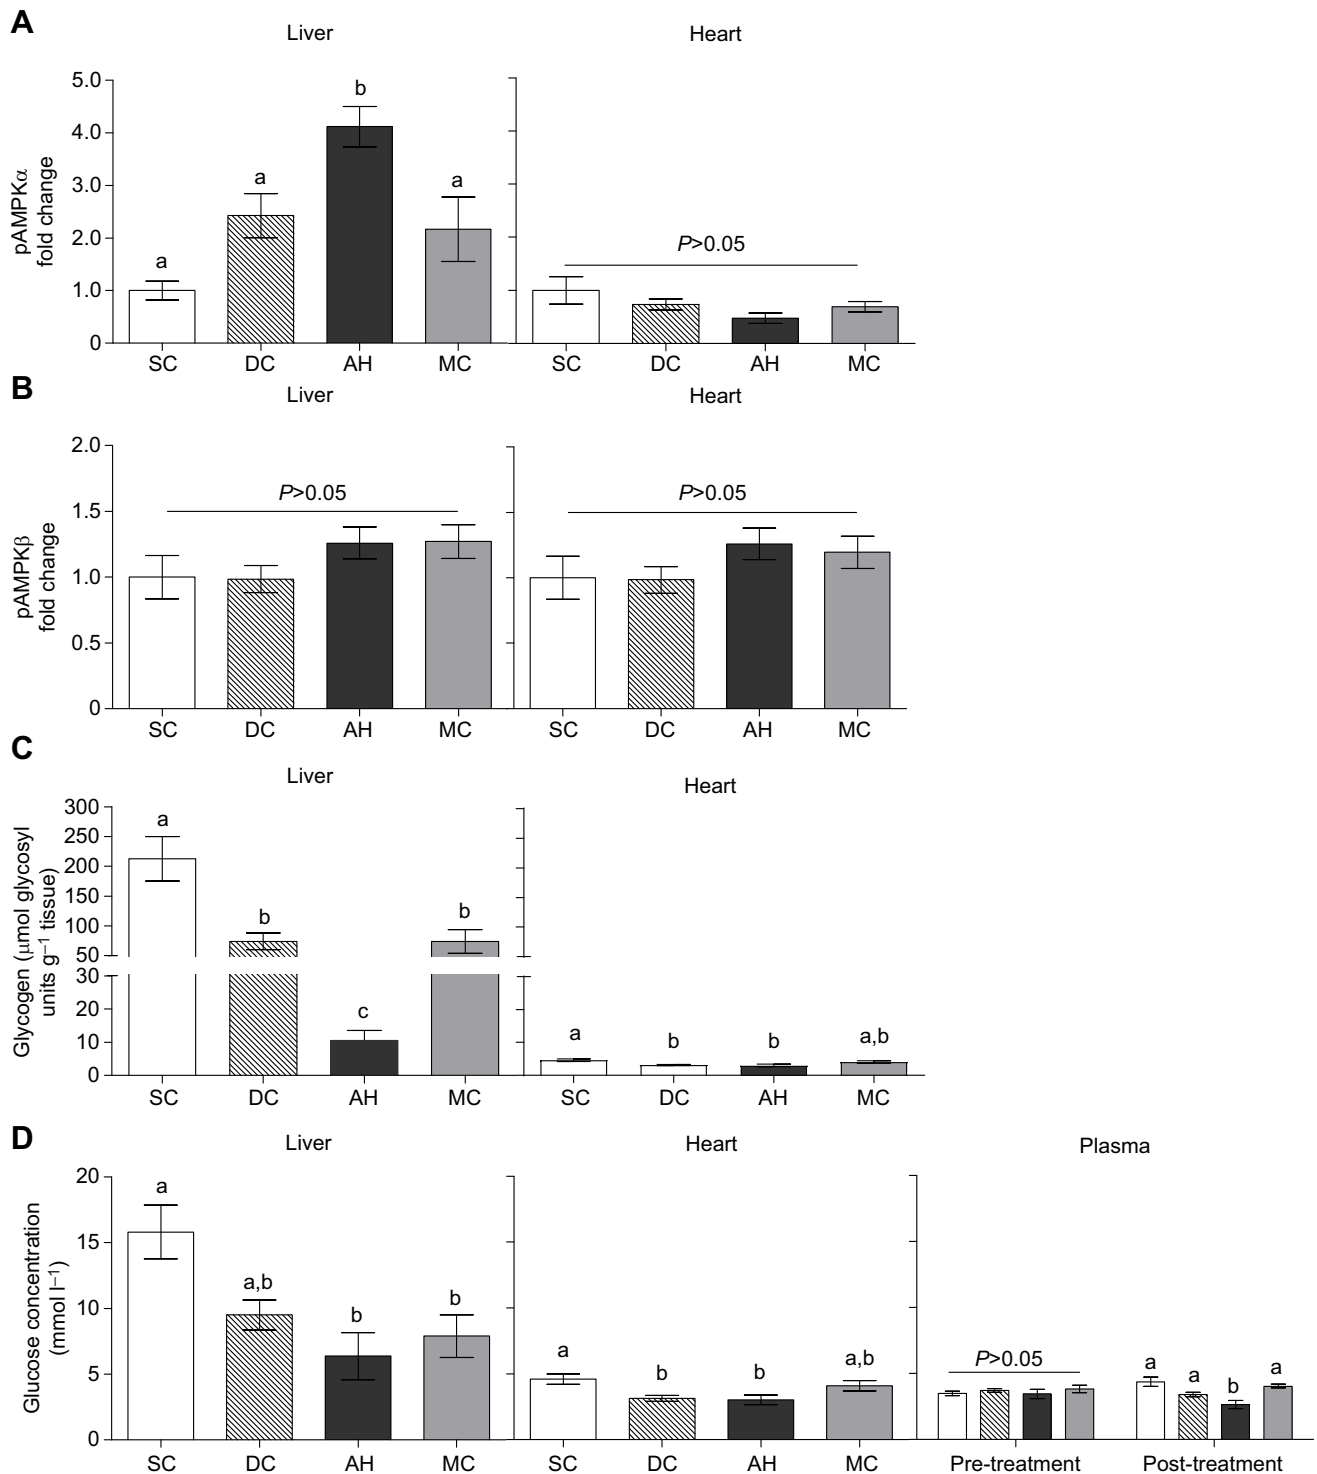 A
Liver
Heart
pAMPKα
fold change
5.0
4.0
3.0
2.0
1.0
0
a
a
b
a
P>0.05
SC DC AH MC
SC DC AH MC
B
Liver
Heart
pAMPKβ
fold change
2.0
1.5
1.0
0.5
0
P>0.05
P>0.05
SC DC AH MC
SC DC AH MC
C
Liver
Heart
Glycogen (μmol glycosyl
units g⁻¹ tissue)
300
250
200
150
100
50
30
20
10
0
a
b
c
b
a
b
b
a,b
SC DC AH MC
SC DC AH MC
D
Liver
Heart
Plasma
Glucose concentration
(mmol l⁻¹)
20
15
10
5
0
a
a,b
b
b
a
b
b
a,b
P>0.05
a
a
b
a
SC DC AH MC
SC DC AH MC
Pre-treatment Post-treatment